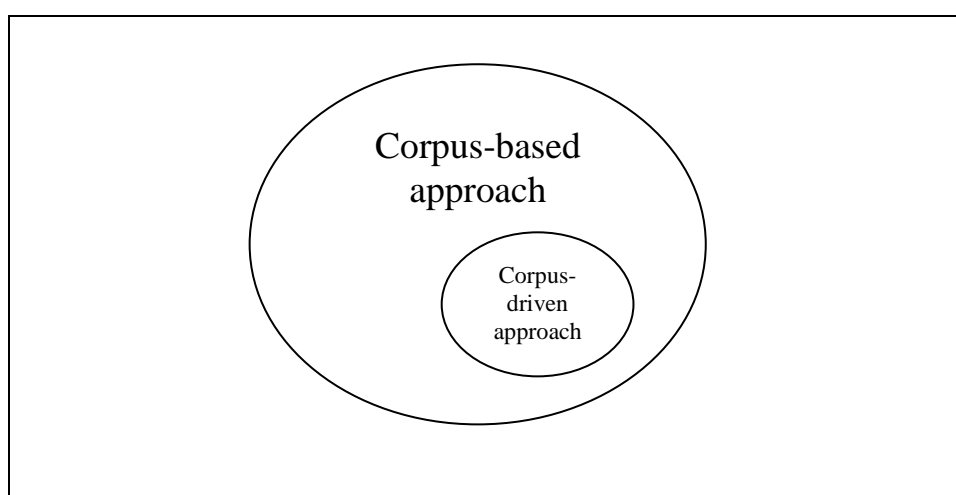 Corpus-based
approach
Corpus-
driven
approach